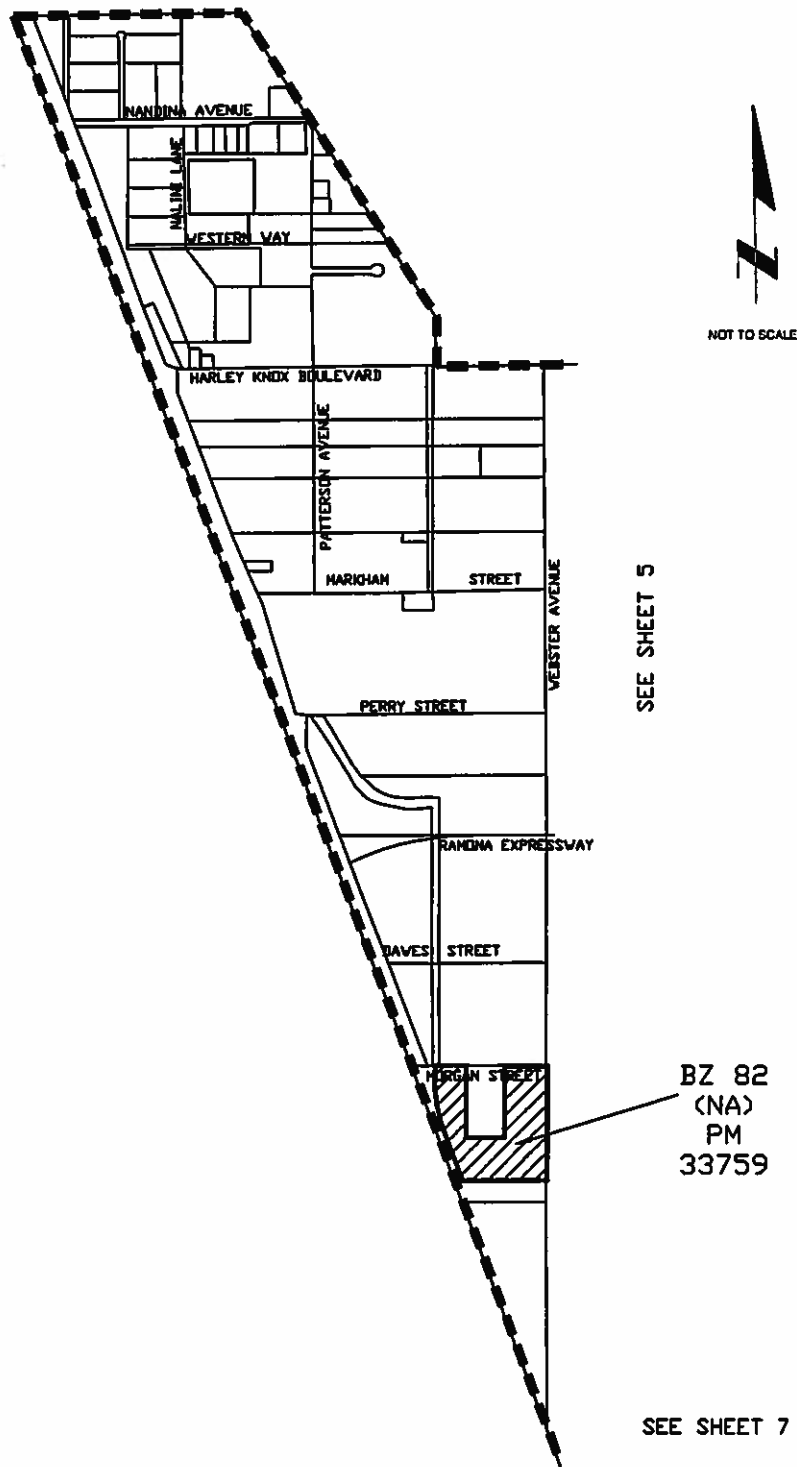 NANDINA AVENUE
NALINI LANE
WESTERN WAY
NOT TO SCALE
HARLEY KNOX BOULEVARD
PATTERSON AVENUE
MARKHAM STREET
WEBSTER AVENUE
SEE SHEET 5
PERRY STREET
RAMONA EXPRESSWAY
DAWES STREET
MORGAN STREET
BZ 82
(NA)
PM
33759
SEE SHEET 7